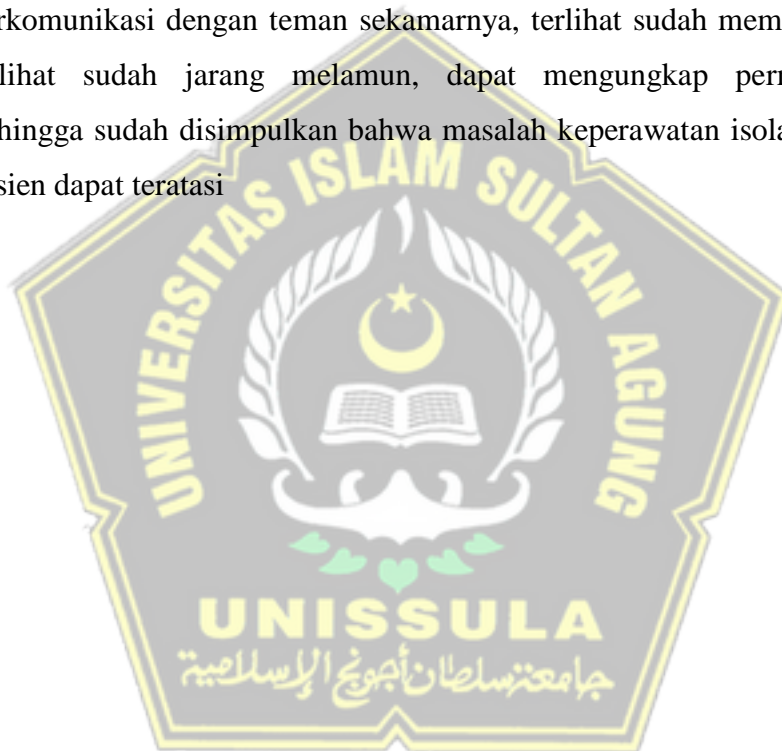 rkomunikasi dengan teman sekamarnya, terlihat sudah mem
lihat sudah jarang melamun, dapat mengungkap per
hingga sudah disimpulkan bahwa masalah keperawatan isola
sien dapat teratasi
UNIVERSITAS ISLAM SULTAN AGUNG
UNISSULA
جامعة سلطان أجونج الإسلامية